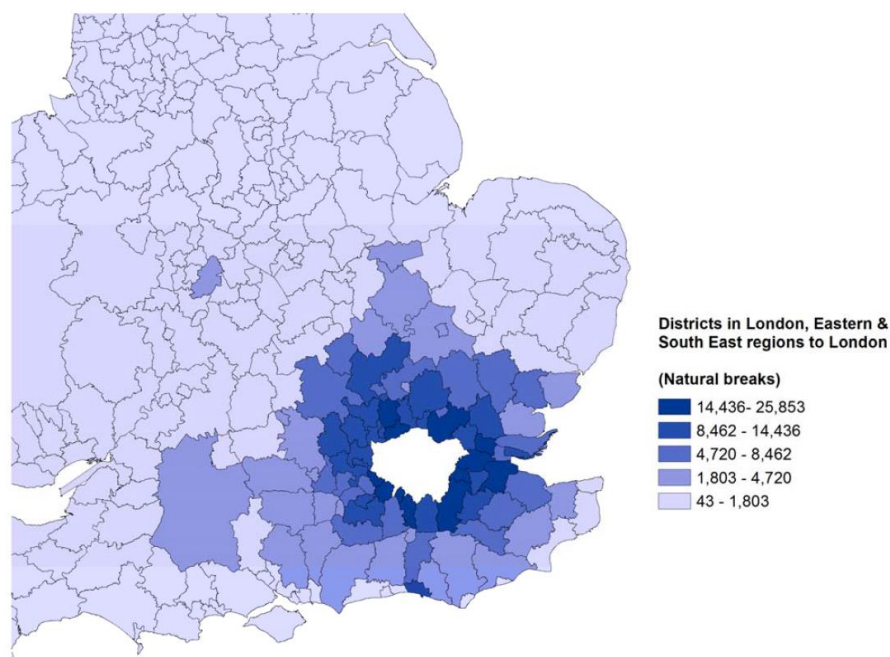 Districts in London, Eastern &
South East regions to London
(Natural breaks)
14,436- 25,853
8,462 - 14,436
4,720 - 8,462
1,803 - 4,720
43 - 1,803